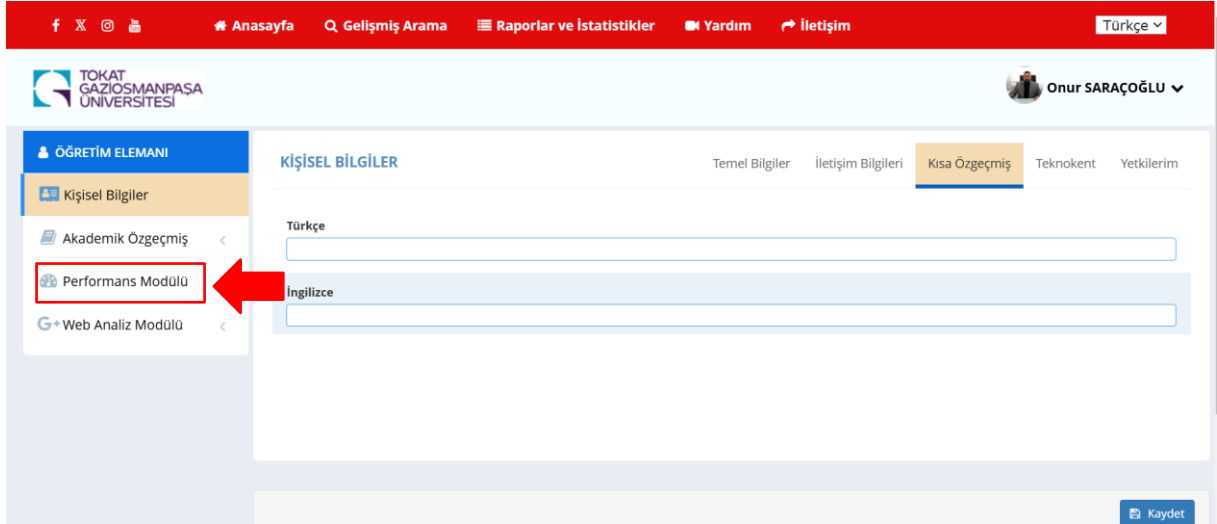 Anasayfa Gelişmiş Arama Raporlar ve İstatistikler Yardım İletişim Türkçe
TOKAT
GAZİOSMANPAŞA
ÜNİVERSİTESİ
Onur SARAÇOĞLU
ÖĞRETİM ELEMANI
Kişisel Bilgiler
Akademik Özgeçmiş
Performans Modülü
G+ Web Analiz Modülü
KİŞİSEL BİLGİLER
Temel Bilgiler İletişim Bilgileri Kısa Özgeçmiş Teknokent Yetkilerim
Türkçe
İngilizce
Kaydet